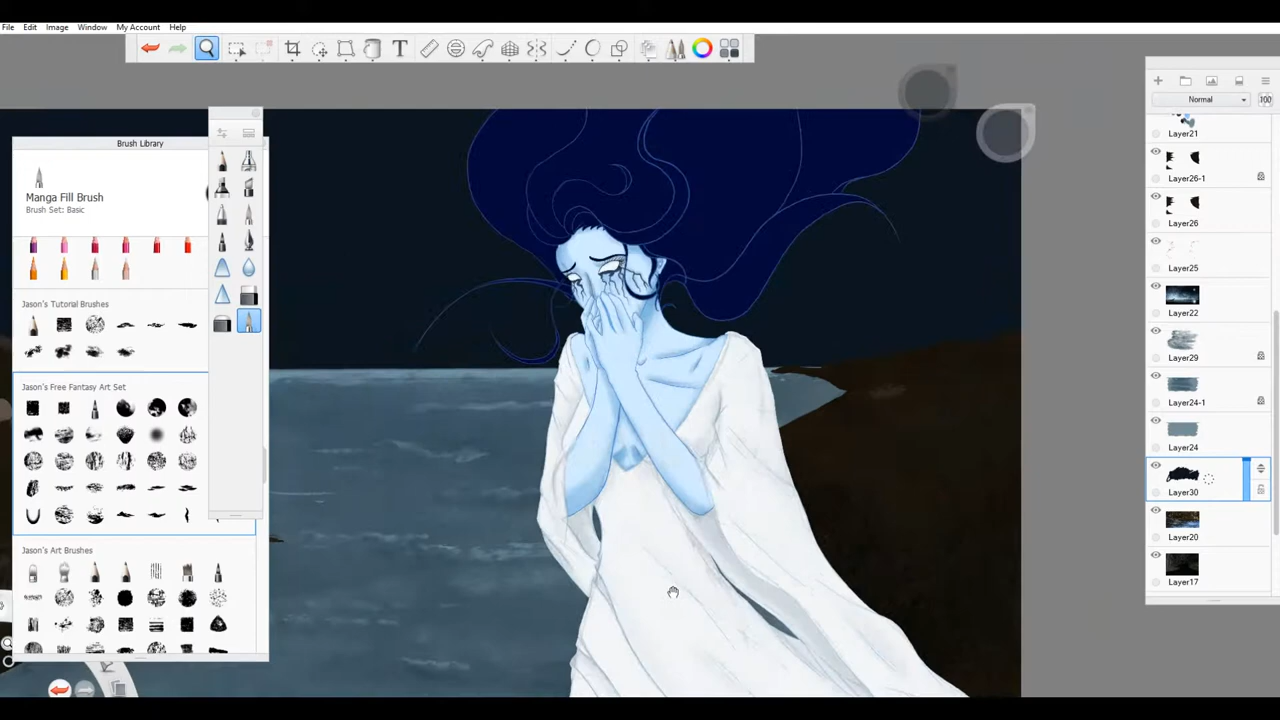 File Edit Image Window My Account Help
T
Brush Library
Manga Fill Brush
Brush Set: Basic
Jason's Tutorial Brushes
Jason's Free Fantasy Art Set
Jason's Art Brushes
Normal
100
Layer21
Layer26-1
Layer26
Layer25
Layer22
Layer29
Layer24-1
Layer24
Layer30
Layer20
Layer17